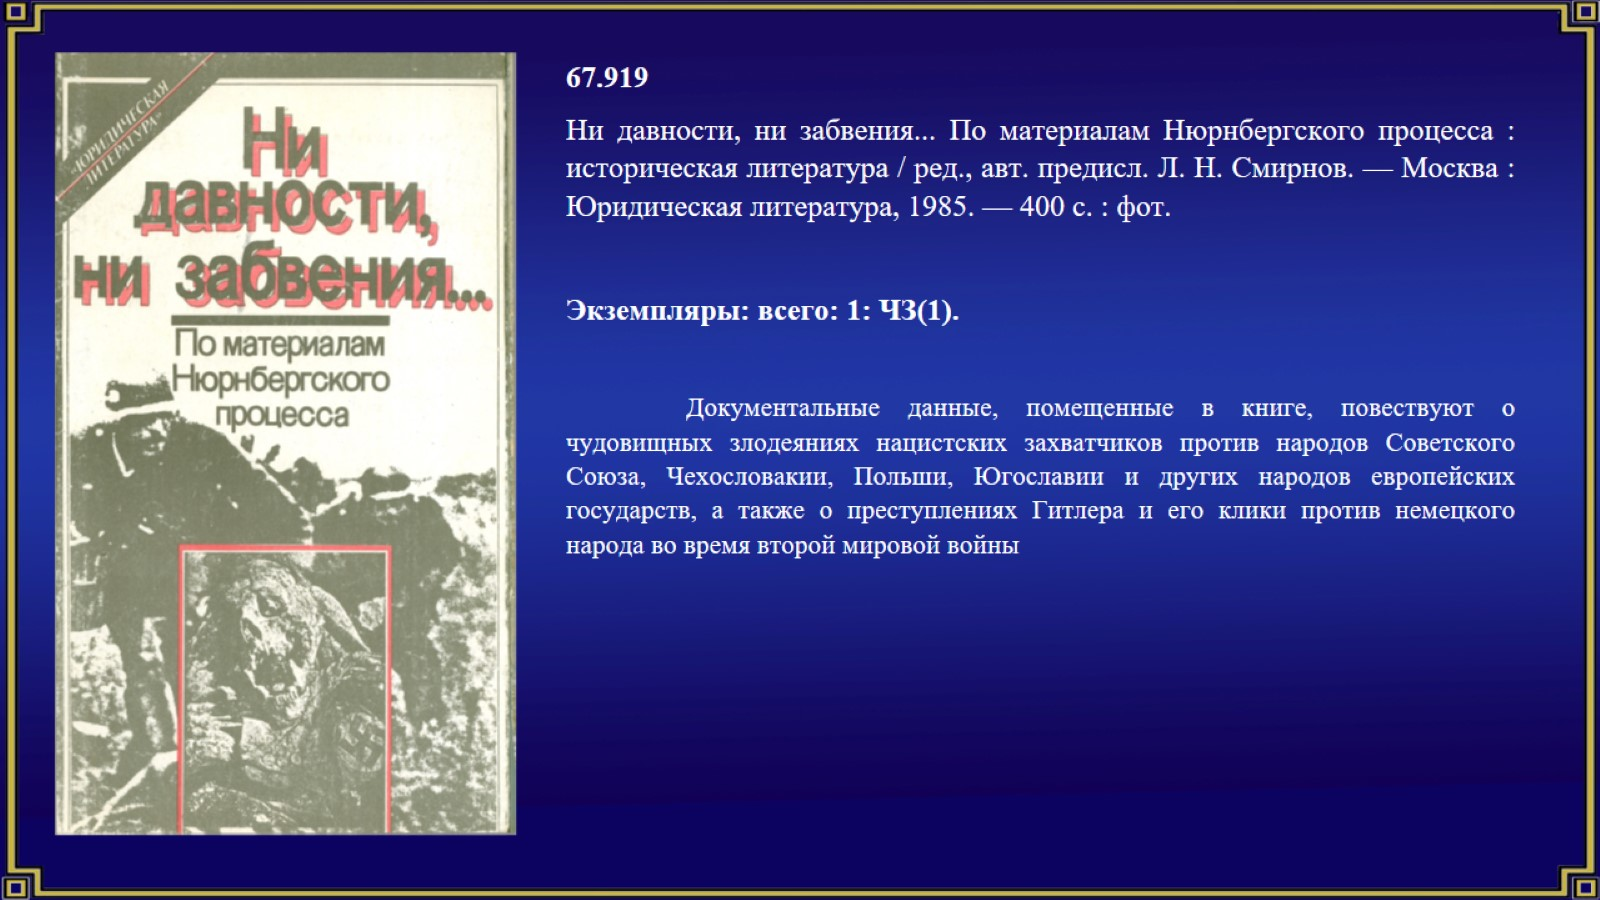 «ЮРИДИЧЕСКАЯ
ЛИТЕРАТУРА»
Ни
давности,
ни забвения...
По материалам
Нюрнбергского
процесса
67.919
Ни давности, ни забвения... По материалам Нюрнбергского процесса :
историческая литература / ред., авт. предисл. Л. Н. Смирнов. — Москва :
Юридическая литература, 1985. — 400 с. : фот.
Экземпляры: всего: 1: ЧЗ(1).
Документальные данные, помещенные в книге, повествуют о
чудовищных злодеяниях нацистских захватчиков против народов Советского
Союза, Чехословакии, Польши, Югославии и других народов европейских
государств, а также о преступлениях Гитлера и его клики против немецкого
народа во время второй мировой войны